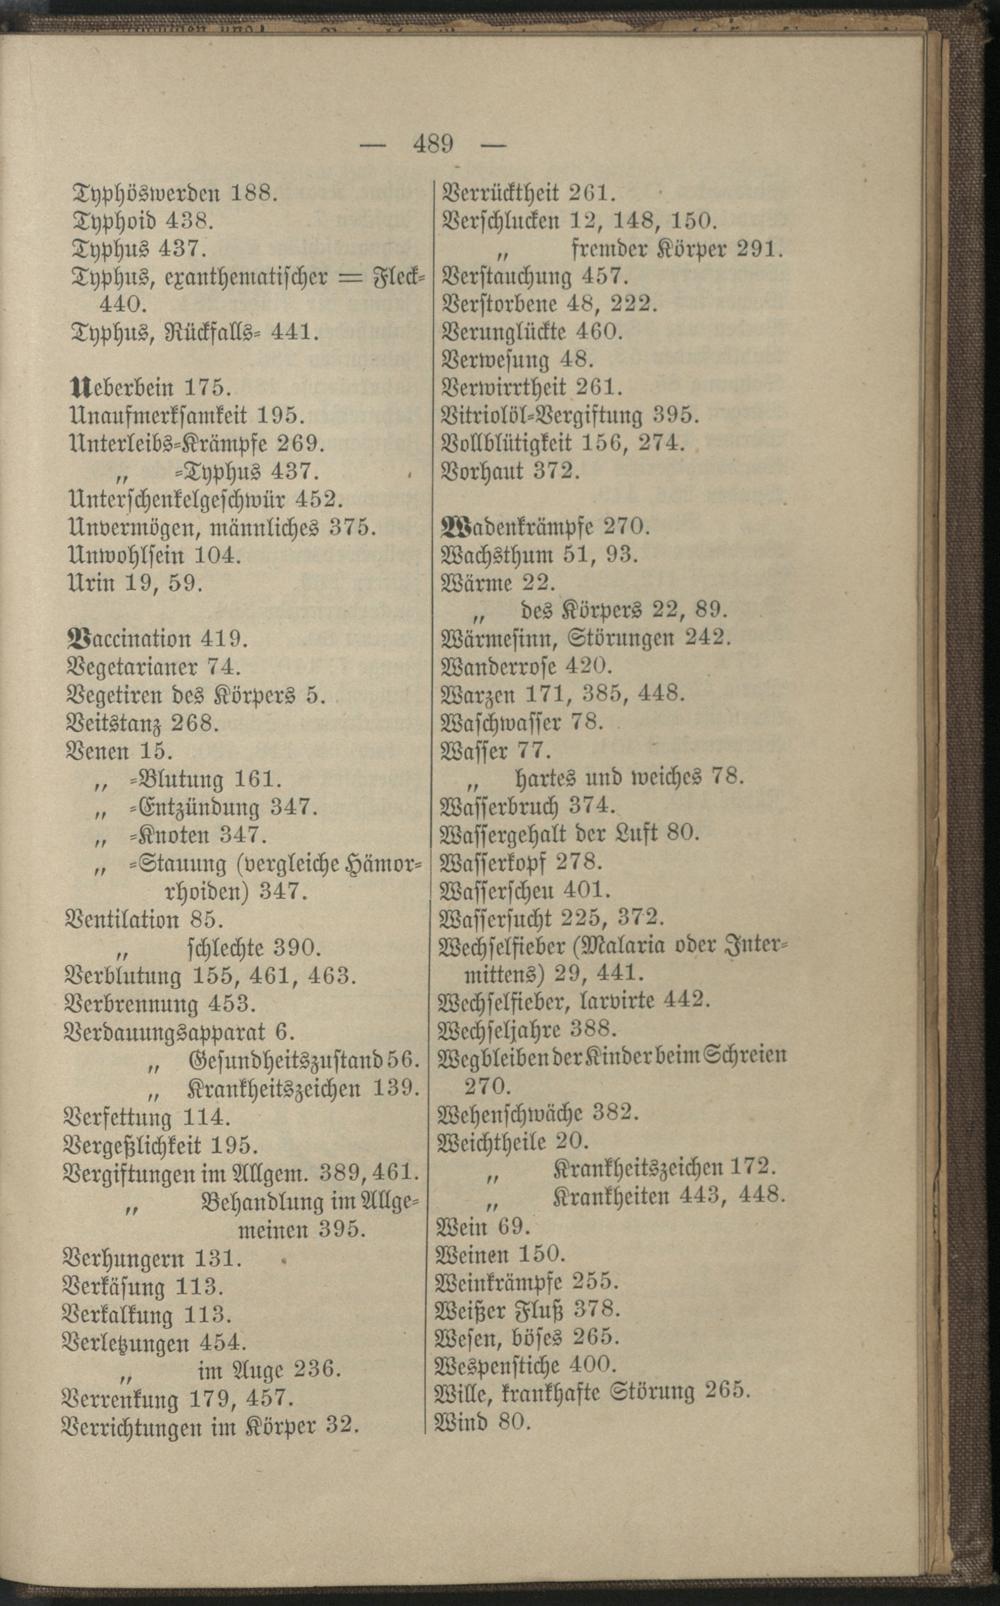 — 489 —
Typhöswerden 188.
Typhoid 438.
Typhus 437.
Typhus, exanthematischer = Fleck-
440.
Typhus, Rückfalls- 441.
Ueberbein 175.
Unaufmerksamkeit 195.
Unterleibs-Krämpfe 269.
„ -Typhus 437.
Unterschenkelgeschwür 452.
Unvermögen, männliches 375.
Unwohlsein 104.
Urin 19, 59.
Vaccination 419.
Vegetarianer 74.
Vegetiren des Körpers 5.
Veitstanz 268.
Venen 15.
„ -Blutung 161.
„ -Entzündung 347.
„ -Knoten 347.
„ -Stauung (vergleiche Hämor-
rhoiden) 347.
Ventilation 85.
„ schlechte 390.
Verblutung 155, 461, 463.
Verbrennung 453.
Verdauungsapparat 6.
„ Gesundheitszustand 56.
„ Krankheitszeichen 139.
Verfettung 114.
Vergeßlichkeit 195.
Vergiftungen im Allgem. 389, 461.
„ Behandlung im Allge-
meinen 395.
Verhungern 131.
Verkäsung 113.
Verkalkung 113.
Verletzungen 454.
„ im Auge 236.
Verrenkung 179, 457.
Verrichtungen im Körper 32.
Verrücktheit 261.
Verschlucken 12, 148, 150.
„ fremder Körper 291.
Verstauchung 457.
Verstorbene 48, 222.
Verunglückte 460.
Verwesung 48.
Verwirrtheit 261.
Vitriolöl-Vergiftung 395.
Vollblütigkeit 156, 274.
Vorhaut 372.
Wadenkrämpfe 270.
Wachsthum 51, 93.
Wärme 22.
„ des Körpers 22, 89.
Wärmesinn, Störungen 242.
Wanderrose 420.
Warzen 171, 385, 448.
Waschwasser 78.
Wasser 77.
„ hartes und weiches 78.
Wasserbruch 374.
Wassergehalt der Luft 80.
Wasserkopf 278.
Wasserscheu 401.
Wassersucht 225, 372.
Wechselfieber (Malaria oder Inter-
mittens) 29, 441.
Wechselfieber, larvirte 442.
Wechseljahre 388.
Wegbleiben der Kinder beim Schreien
270.
Wehenschwäche 382.
Weichtheile 20.
„ Krankheitszeichen 172.
„ Krankheiten 443, 448.
Wein 69.
Weinen 150.
Weinkrämpfe 255.
Weißer Fluß 378.
Wesen, böses 265.
Wespenstiche 400.
Wille, krankhafte Störung 265.
Wind 80.